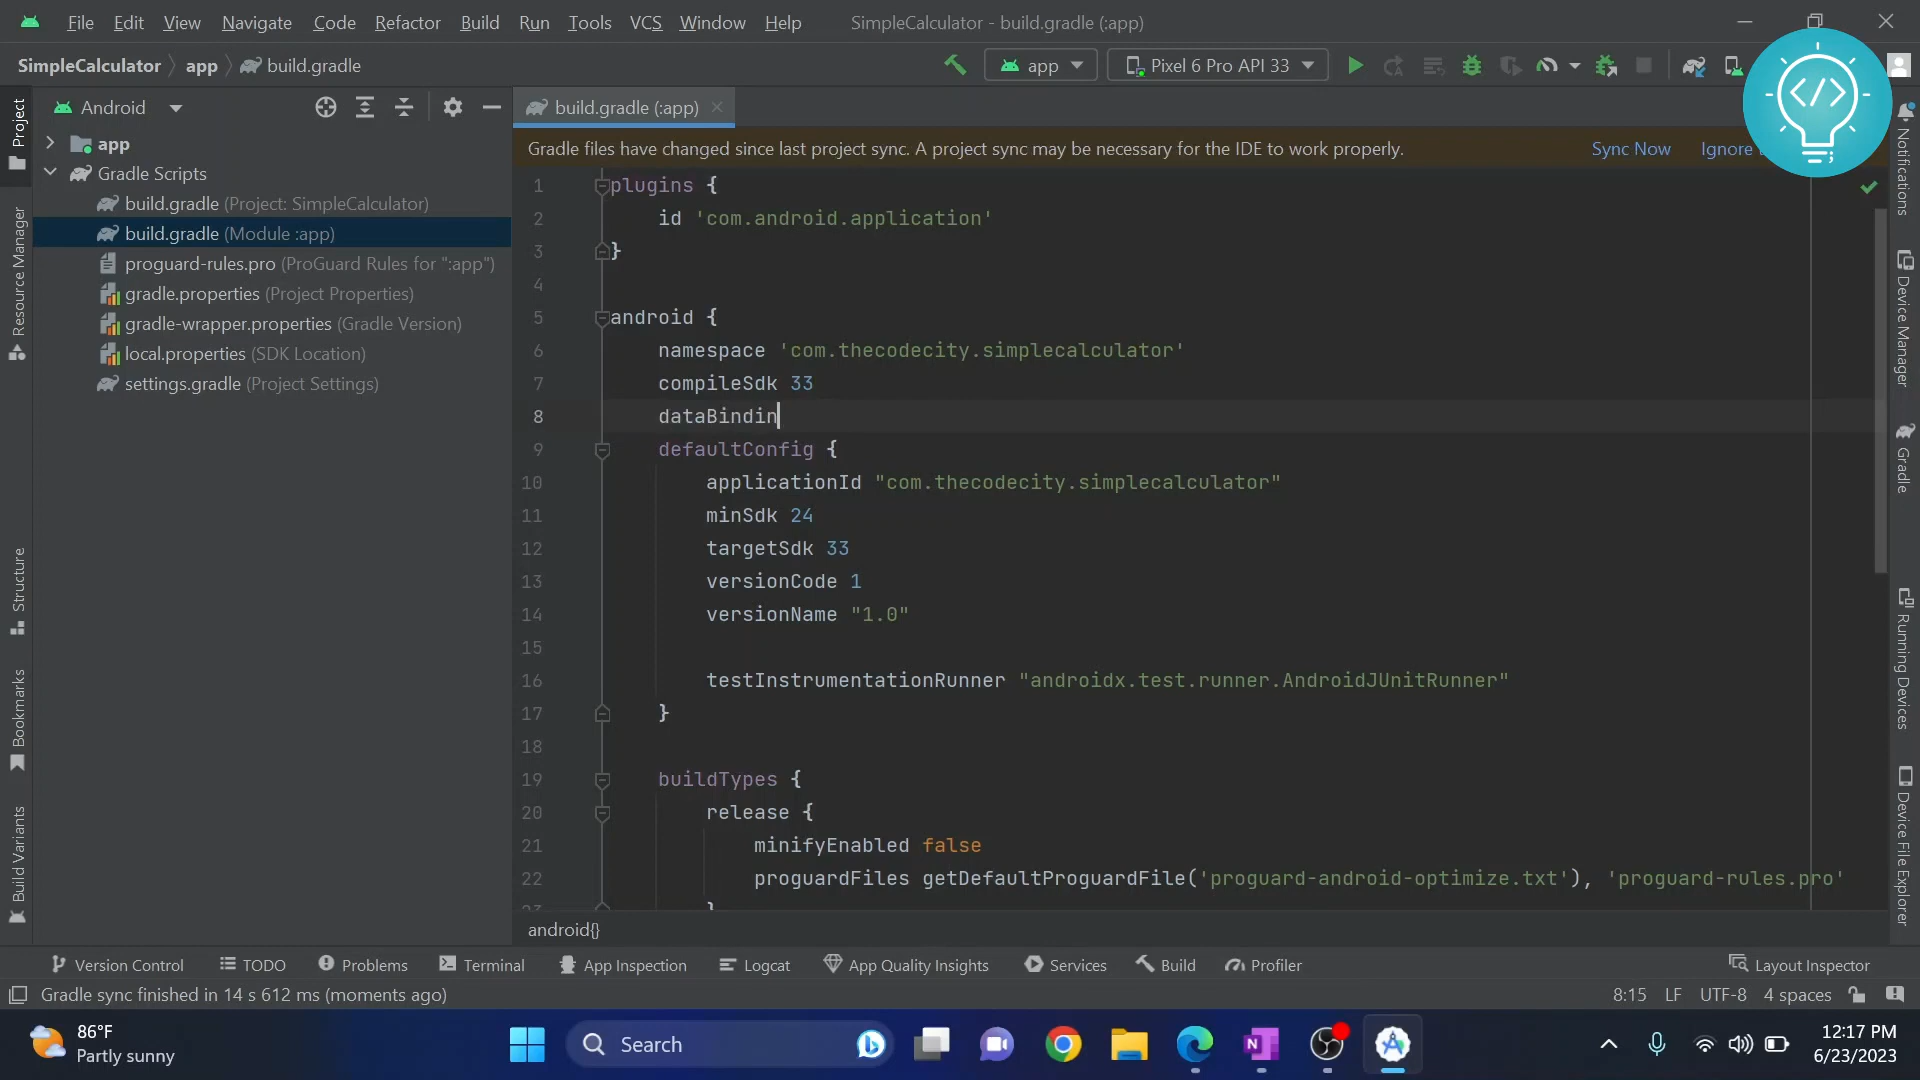 File Edit View Navigate Code Refactor Build Run Tools VCS Window Help SimpleCalculator - build.gradle (:app)
SimpleCalculator app build.gradle app Pixel 6 Pro API 33
Android
build.gradle (:app)
Gradle files have changed since last project sync. A project sync may be necessary for the IDE to work properly. Sync Now Ignore
app
Gradle Scripts
build.gradle (Project: SimpleCalculator)
build.gradle (Module :app)
proguard-rules.pro (ProGuard Rules for ":app")
gradle.properties (Project Properties)
gradle-wrapper.properties (Gradle Version)
local.properties (SDK Location)
settings.gradle (Project Settings)
Project
Resource Manager
Structure
Bookmarks
Build Variants
1 plugins {
2 id 'com.android.application'
3 }
4
5 android {
6 namespace 'com.thecodecity.simplecalculator'
7 compileSdk 33
8 dataBindin
9 defaultConfig {
10 applicationId "com.thecodecity.simplecalculator"
11 minSdk 24
12 targetSdk 33
13 versionCode 1
14 versionName "1.0"
15
16 testInstrumentationRunner "androidx.test.runner.AndroidJUnitRunner"
17 }
18
19 buildTypes {
20 release {
21 minifyEnabled false
22 proguardFiles getDefaultProguardFile('proguard-android-optimize.txt'), 'proguard-rules.pro'
23 }
android{}
Notifications
Device Manager
Gradle
Running Devices
Device File Explorer
Version Control TODO Problems Terminal App Inspection Logcat App Quality Insights Services Build Profiler Layout Inspector
Gradle sync finished in 14 s 612 ms (moments ago) 8:15 LF UTF-8 4 spaces
86°F
Partly sunny
Search
12:17 PM
6/23/2023